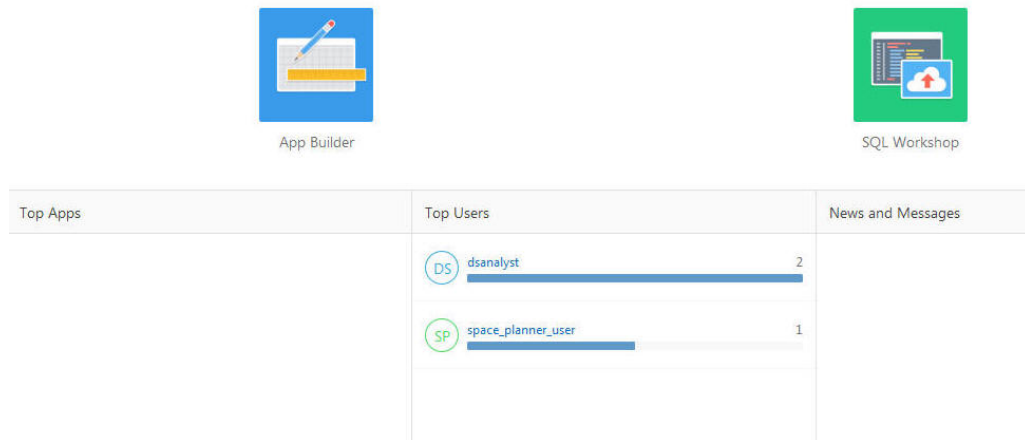 App Builder
SQL Workshop
Top Apps
Top Users
News and Messages
DS
dsanalyst
2
SP
space_planner_user
1